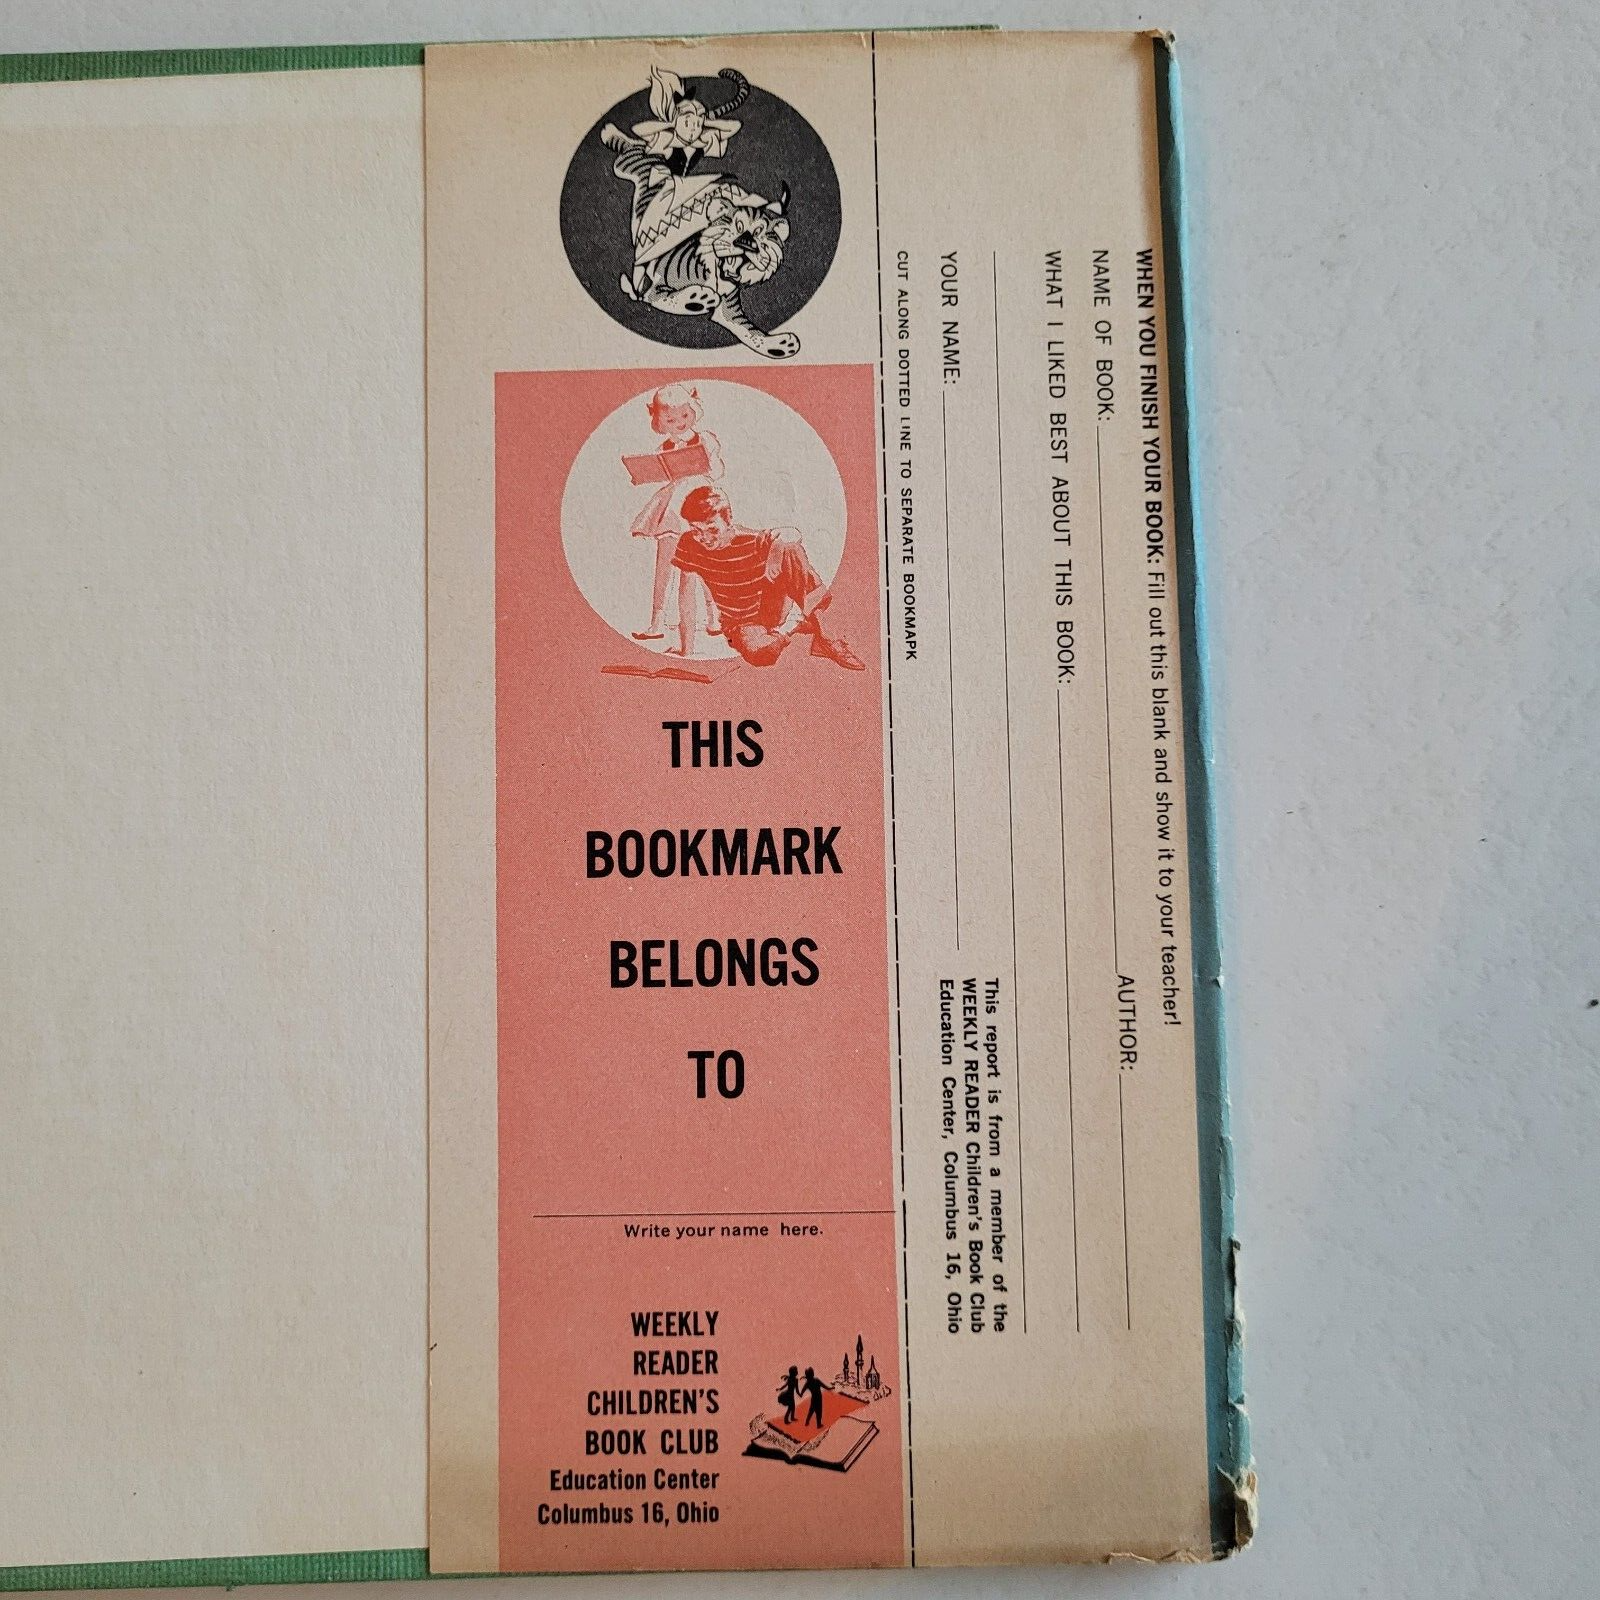 THIS
BOOKMARK
BELONGS
TO
Write your name here.
WEEKLY
READER
CHILDREN'S
BOOK CLUB
Education Center
Columbus 16, Ohio
WHEN YOU FINISH YOUR BOOK: Fill out this blank and show it to your teacher!
NAME OF BOOK: AUTHOR:
WHAT I LIKED BEST ABOUT THIS BOOK:
YOUR NAME:
This report is from a member of the
WEEKLY READER Children's Book Club
Education Center, Columbus 16, Ohio
CUT ALONG DOTTED LINE TO SEPARATE BOOKMARK